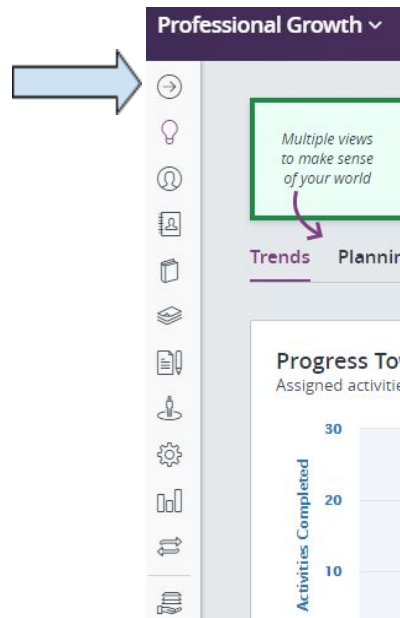 Professional Growth
Multiple views
to make sense
of your world
Trends Plannin
Progress To
Assigned activitie
30
20
10
Activities Completed